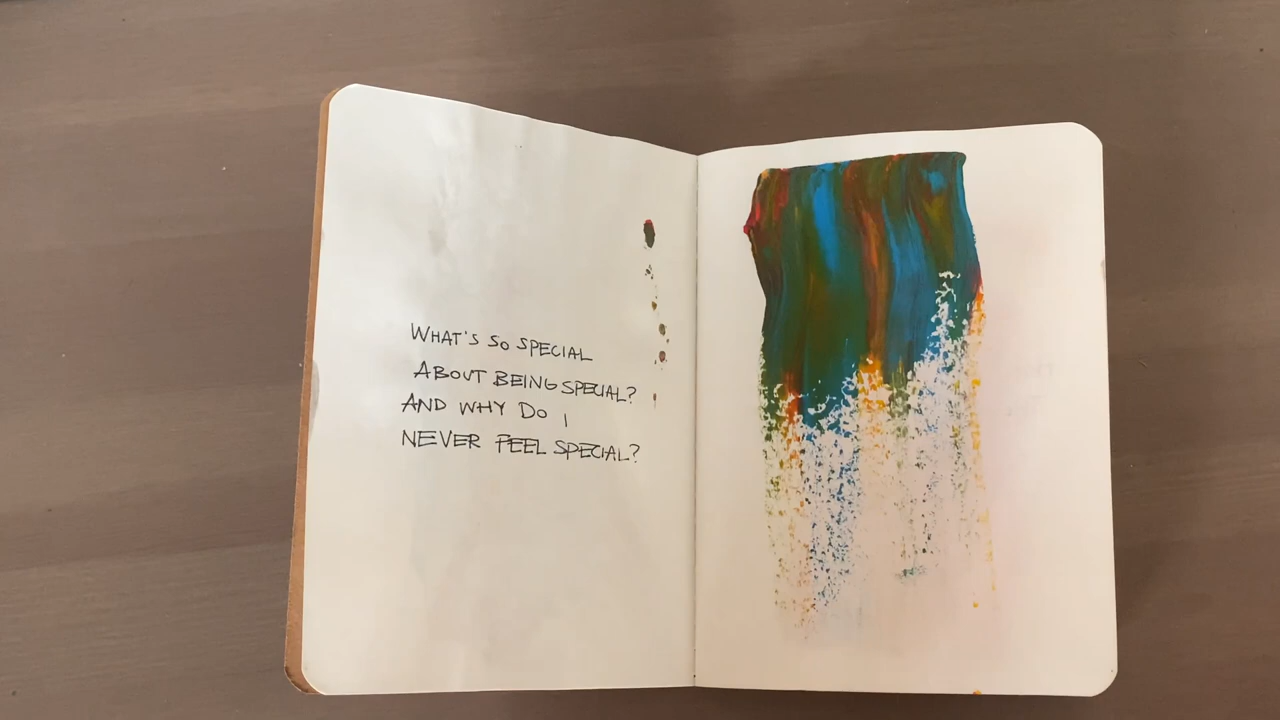 WHAT'S SO SPECIAL
ABOUT BEING SPECIAL?
AND WHY DO I
NEVER FEEL SPECIAL?